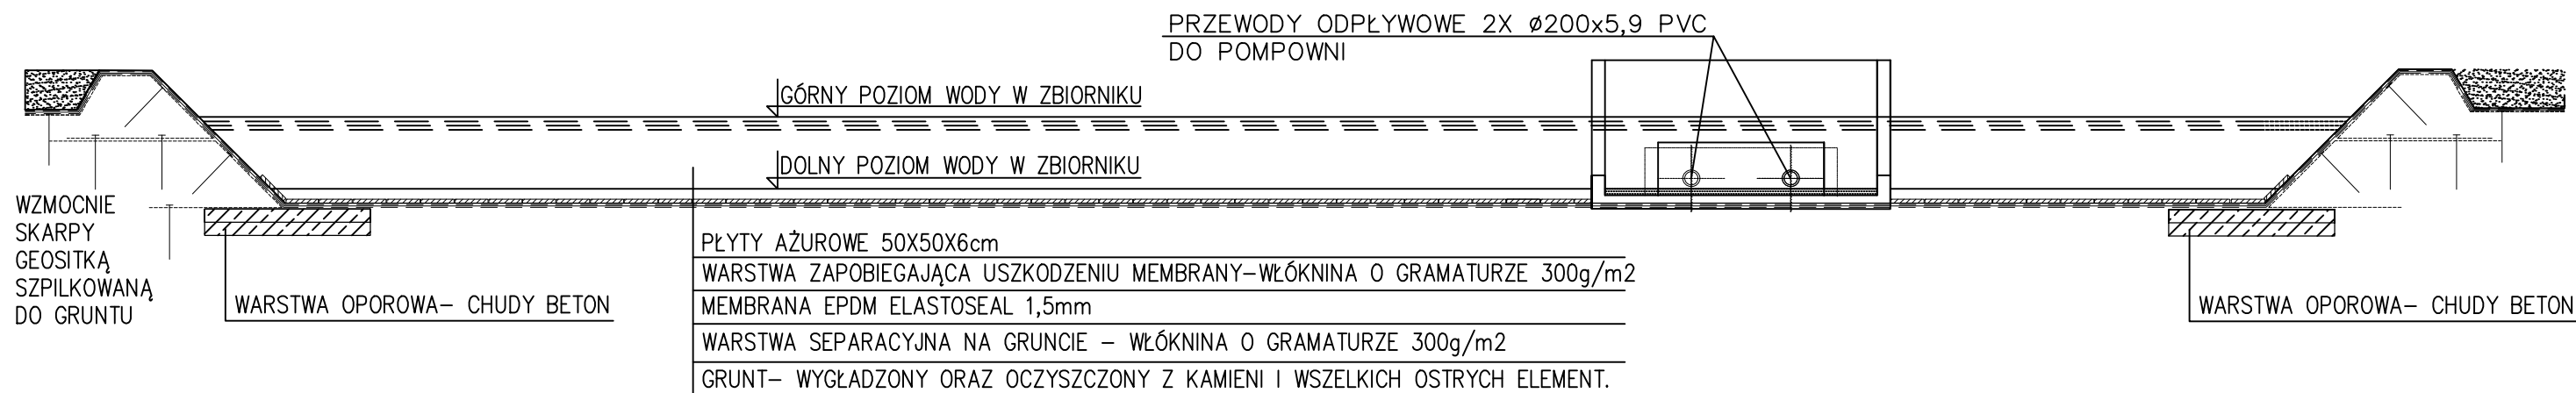 PRZEWODY ODPŁYWOWE 2X ø200x5,9 PVC
DO POMPOWNI
GÓRNY POZIOM WODY W ZBIORNIKU
DOLNY POZIOM WODY W ZBIORNIKU
WZMOCNIE
SKARPY
GEOSITKĄ
SZPILKOWANĄ
DO GRUNTU
WARSTWA OPOROWA– CHUDY BETON
PŁYTY AŻUROWE 50X50X6cm
WARSTWA ZAPOBIEGAJĄCA USZKODZENIU MEMBRANY–WŁÓKNINA O GRAMATURZE 300g/m2
MEMBRANA EPDM ELASTOSEAL 1,5mm
WARSTWA SEPARACYJNA NA GRUNCIE – WŁÓKNINA O GRAMATURZE 300g/m2
GRUNT– WYGŁADZONY ORAZ OCZYSZCZONY Z KAMIENI I WSZELKICH OSTRYCH ELEMENT.
WARSTWA OPOROWA– CHUDY BETON